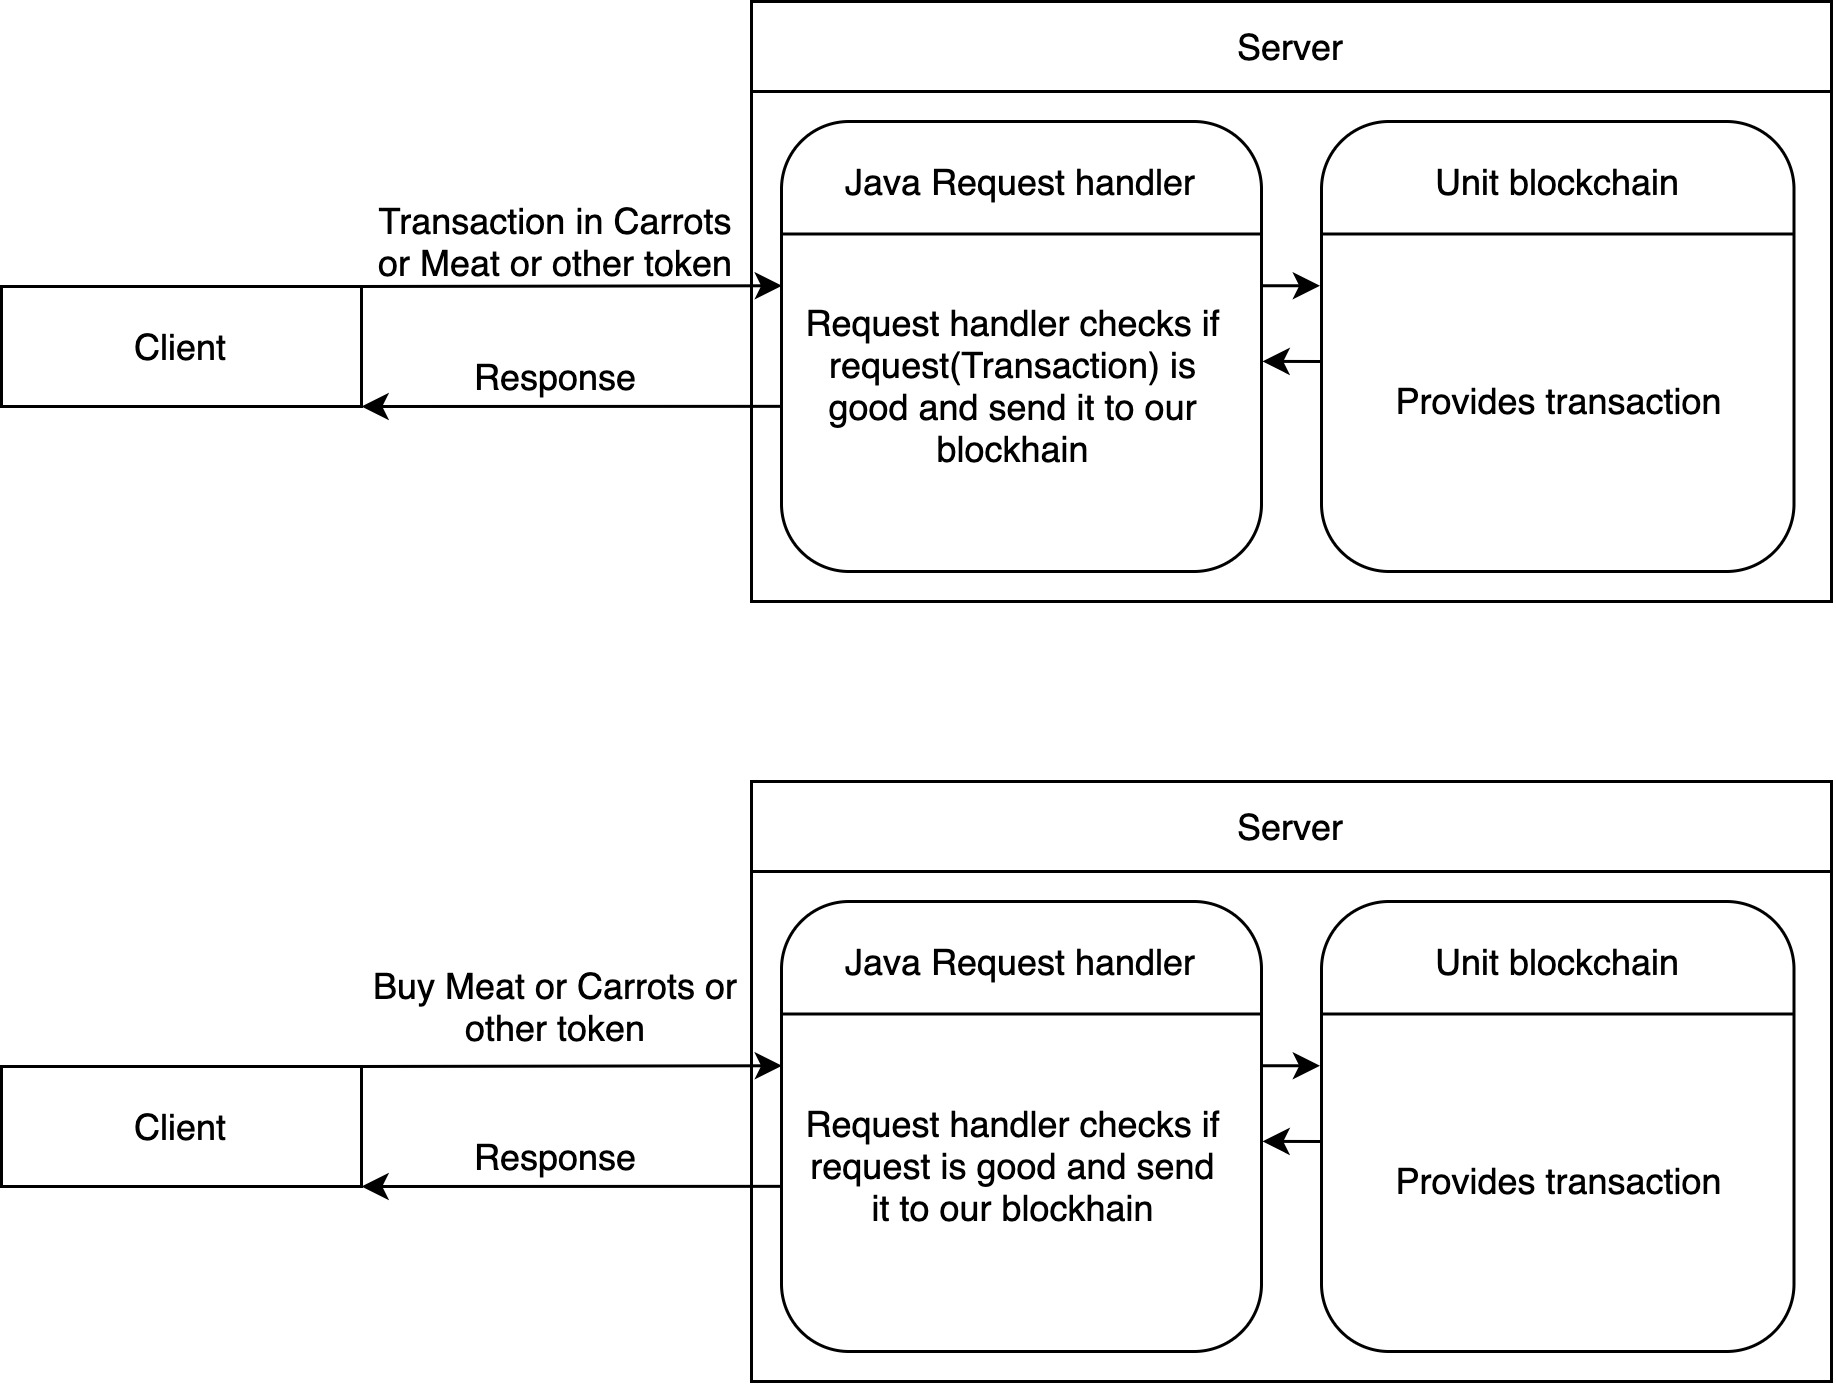 Server
Java Request handler
Unit blockchain
Transaction in Carrots
or Meat or other token
Client
Response
Request handler checks if
request(Transaction) is
good and send it to our
blockhain
Provides transaction
Server
Java Request handler
Unit blockchain
Buy Meat or Carrots or
other token
Client
Response
Request handler checks if
request is good and send
it to our blockhain
Provides transaction